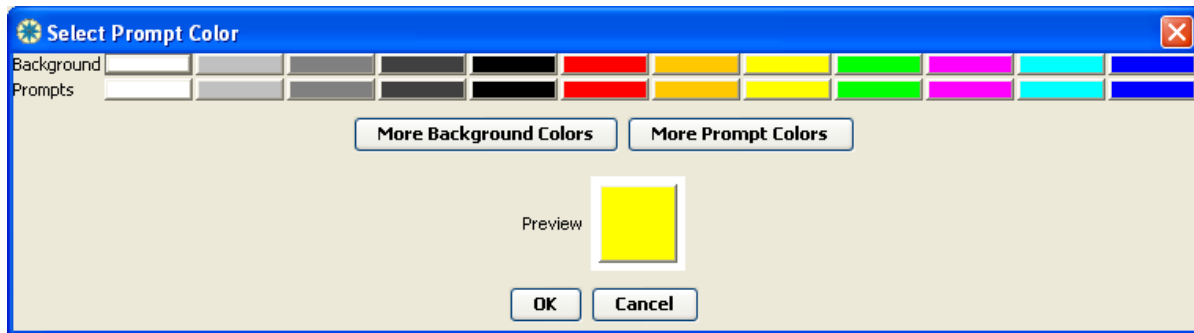 Select Prompt Color
Background
Prompts
More Background Colors More Prompt Colors
Preview
OK Cancel